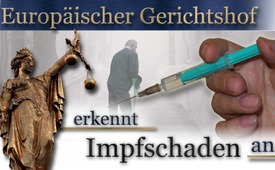 Europäischer Gerichtshof
erkennt
Impfschaden an